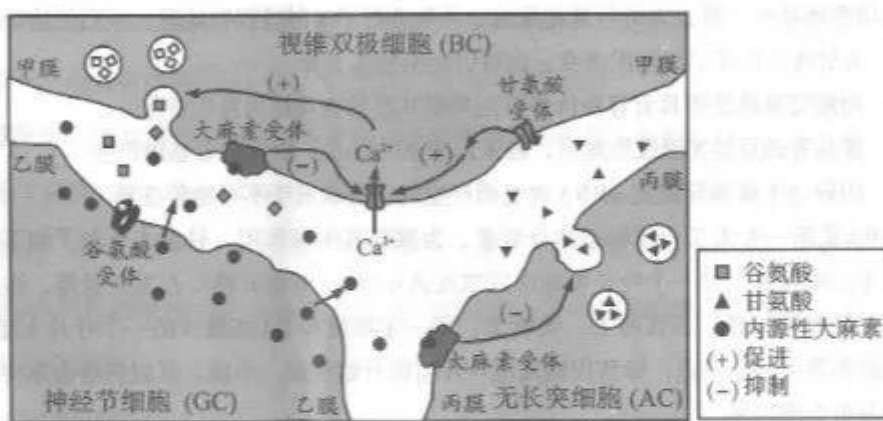 视锥双极细胞 (BC)
甲膜
甲膜
(+)
甘氨酸
受体
大麻素受体
Ca²⁺
(+)
(−)
乙膜
丙膜
谷氨酸
受体
Ca²⁺
(−)
大麻素受体
乙膜
丙膜
神经节细胞 (GC)
无长突细胞 (AC)
谷氨酸
甘氨酸
内源性大麻素
(+) 促进
(−) 抑制